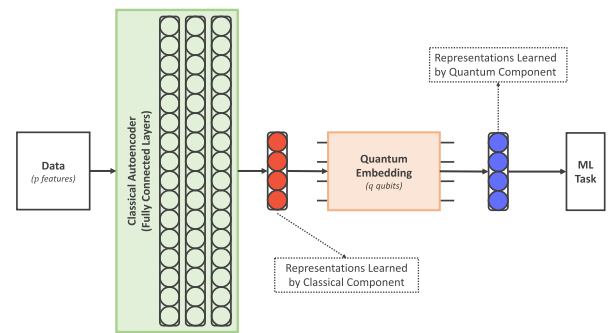 Data
(p features)
Classical Autoencoder
(Fully Connected Layers)
Representations Learned
by Classical Component
Quantum
Embedding
(q qubits)
Representations Learned
by Quantum Component
ML
Task